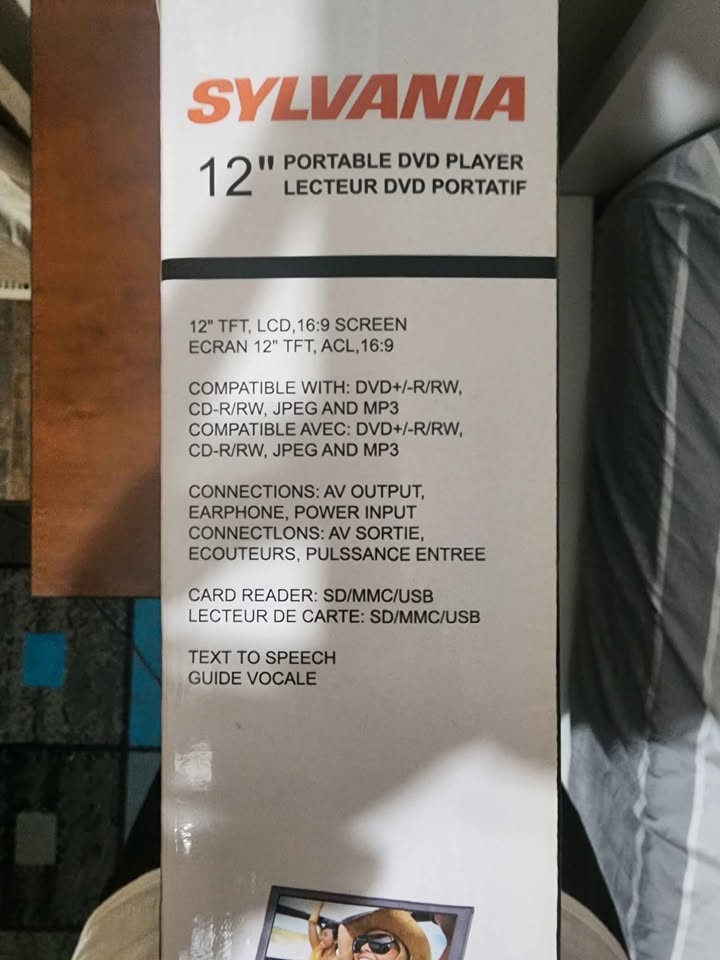 SYLVANIA
12" PORTABLE DVD PLAYER
LECTEUR DVD PORTATIF
12" TFT, LCD,16:9 SCREEN
ECRAN 12" TFT, ACL,16:9
COMPATIBLE WITH: DVD+/-R/RW,
CD-R/RW, JPEG AND MP3
COMPATIBLE AVEC: DVD+/-R/RW,
CD-R/RW, JPEG AND MP3
CONNECTIONS: AV OUTPUT,
EARPHONE, POWER INPUT
CONNECTLONS: AV SORTIE,
ECOUTEURS, PULSSANCE ENTREE
CARD READER: SD/MMC/USB
LECTEUR DE CARTE: SD/MMC/USB
TEXT TO SPEECH
GUIDE VOCALE